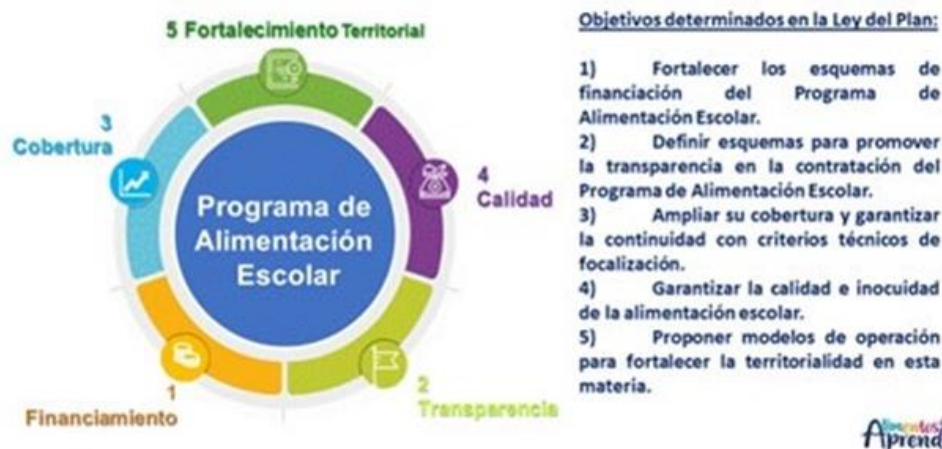 5 Fortalecimiento Territorial
3
Cobertura
4
Calidad
Programa de
Alimentación
Escolar
1
Financiamiento
2
Transparencia
Objetivos determinados en la Ley del Plan:
1) Fortalecer los esquemas de
financiación del Programa de
Alimentación Escolar.
2) Definir esquemas para promover
la transparencia en la contratación del
Programa de Alimentación Escolar.
3) Ampliar su cobertura y garantizar
la continuidad con criterios técnicos de
focalización.
4) Garantizar la calidad e inocuidad
de la alimentación escolar.
5) Proponer modelos de operación
para fortalecer la territorialidad en esta
materia.
Alimentos
Aprend